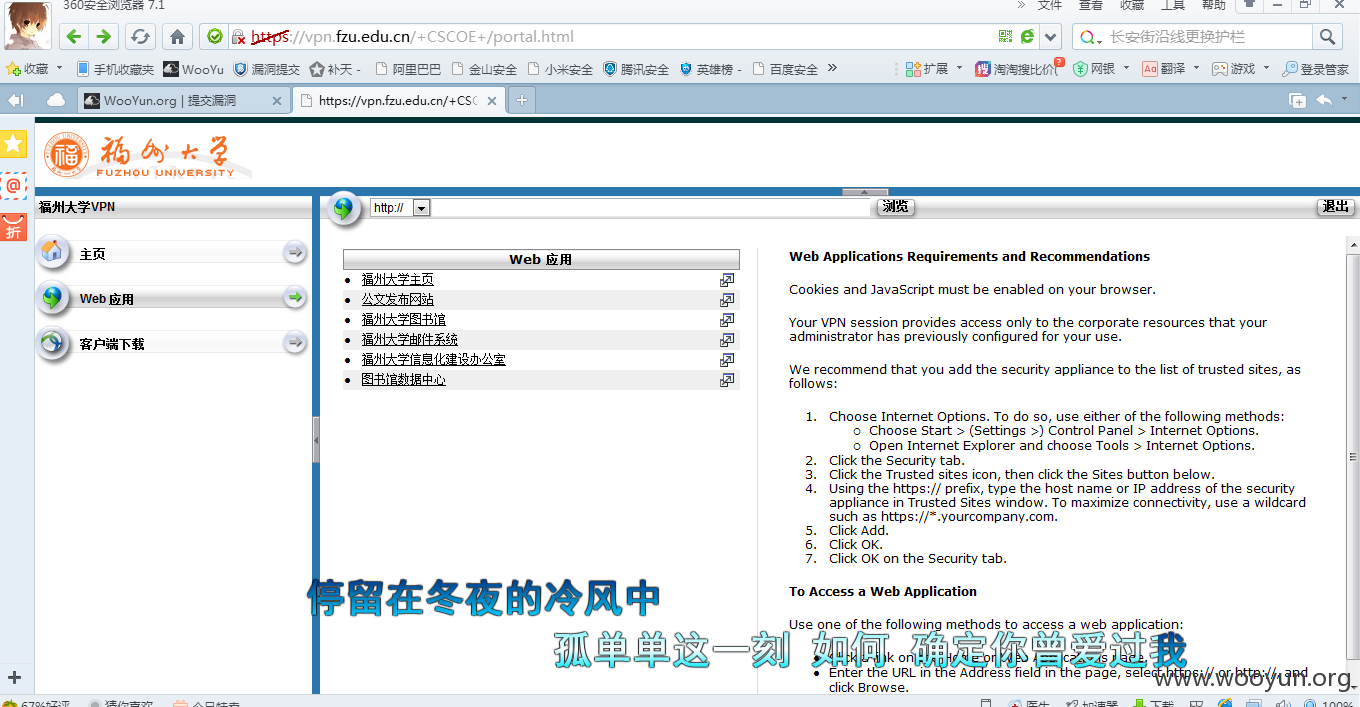 360安全浏览器 7.1
» 文件 查看 收藏 工具 帮助
https://vpn.fzu.edu.cn/+CSCOE+/portal.html
长安街沿线更换护栏
收藏 手机收藏夹 WooYu 漏洞提交 补天 - 阿里巴巴 金山安全 小米安全 腾讯安全 英雄榜 - 百度安全 »
扩展 淘淘搜比价 网银 翻译 游戏 登录管家
WooYun.org | 提交漏洞
https://vpn.fzu.edu.cn/+CSC
福州大学
FUZHOU UNIVERSITY
福州大学VPN
http://
浏览
退出
主页
Web 应用
客户端下载
Web 应用
福州大学主页
公文发布网站
福州大学图书馆
福州大学邮件系统
福州大学信息化建设办公室
图书馆数据中心
Web Applications Requirements and Recommendations
Cookies and JavaScript must be enabled on your browser.
Your VPN session provides access only to the corporate resources that your
administrator has previously configured for your use.
We recommend that you add the security appliance to the list of trusted sites, as
follows:
1. Choose Internet Options. To do so, use either of the following methods:
Choose Start > (Settings >) Control Panel > Internet Options.
Open Internet Explorer and choose Tools > Internet Options.
2. Click the Security tab.
3. Click the Trusted sites icon, then click the Sites button below.
4. Using the https:// prefix, type the host name or IP address of the security
appliance in Trusted Sites window. To maximize connectivity, use a wildcard
such as https://*.yourcompany.com.
5. Click Add.
6. Click OK.
7. Click OK on the Security tab.
To Access a Web Application
Use one of the following methods to access a web application:
停留在冬夜的冷风中
孤单单这一刻 如何 确定你曾爱过我
Enter the URL in the Address field in the page, select https:// or http://, and
click Browse.
www.wooyun.org
67%好评 猜你喜欢 今日特卖
医生 加速器 下载 100%